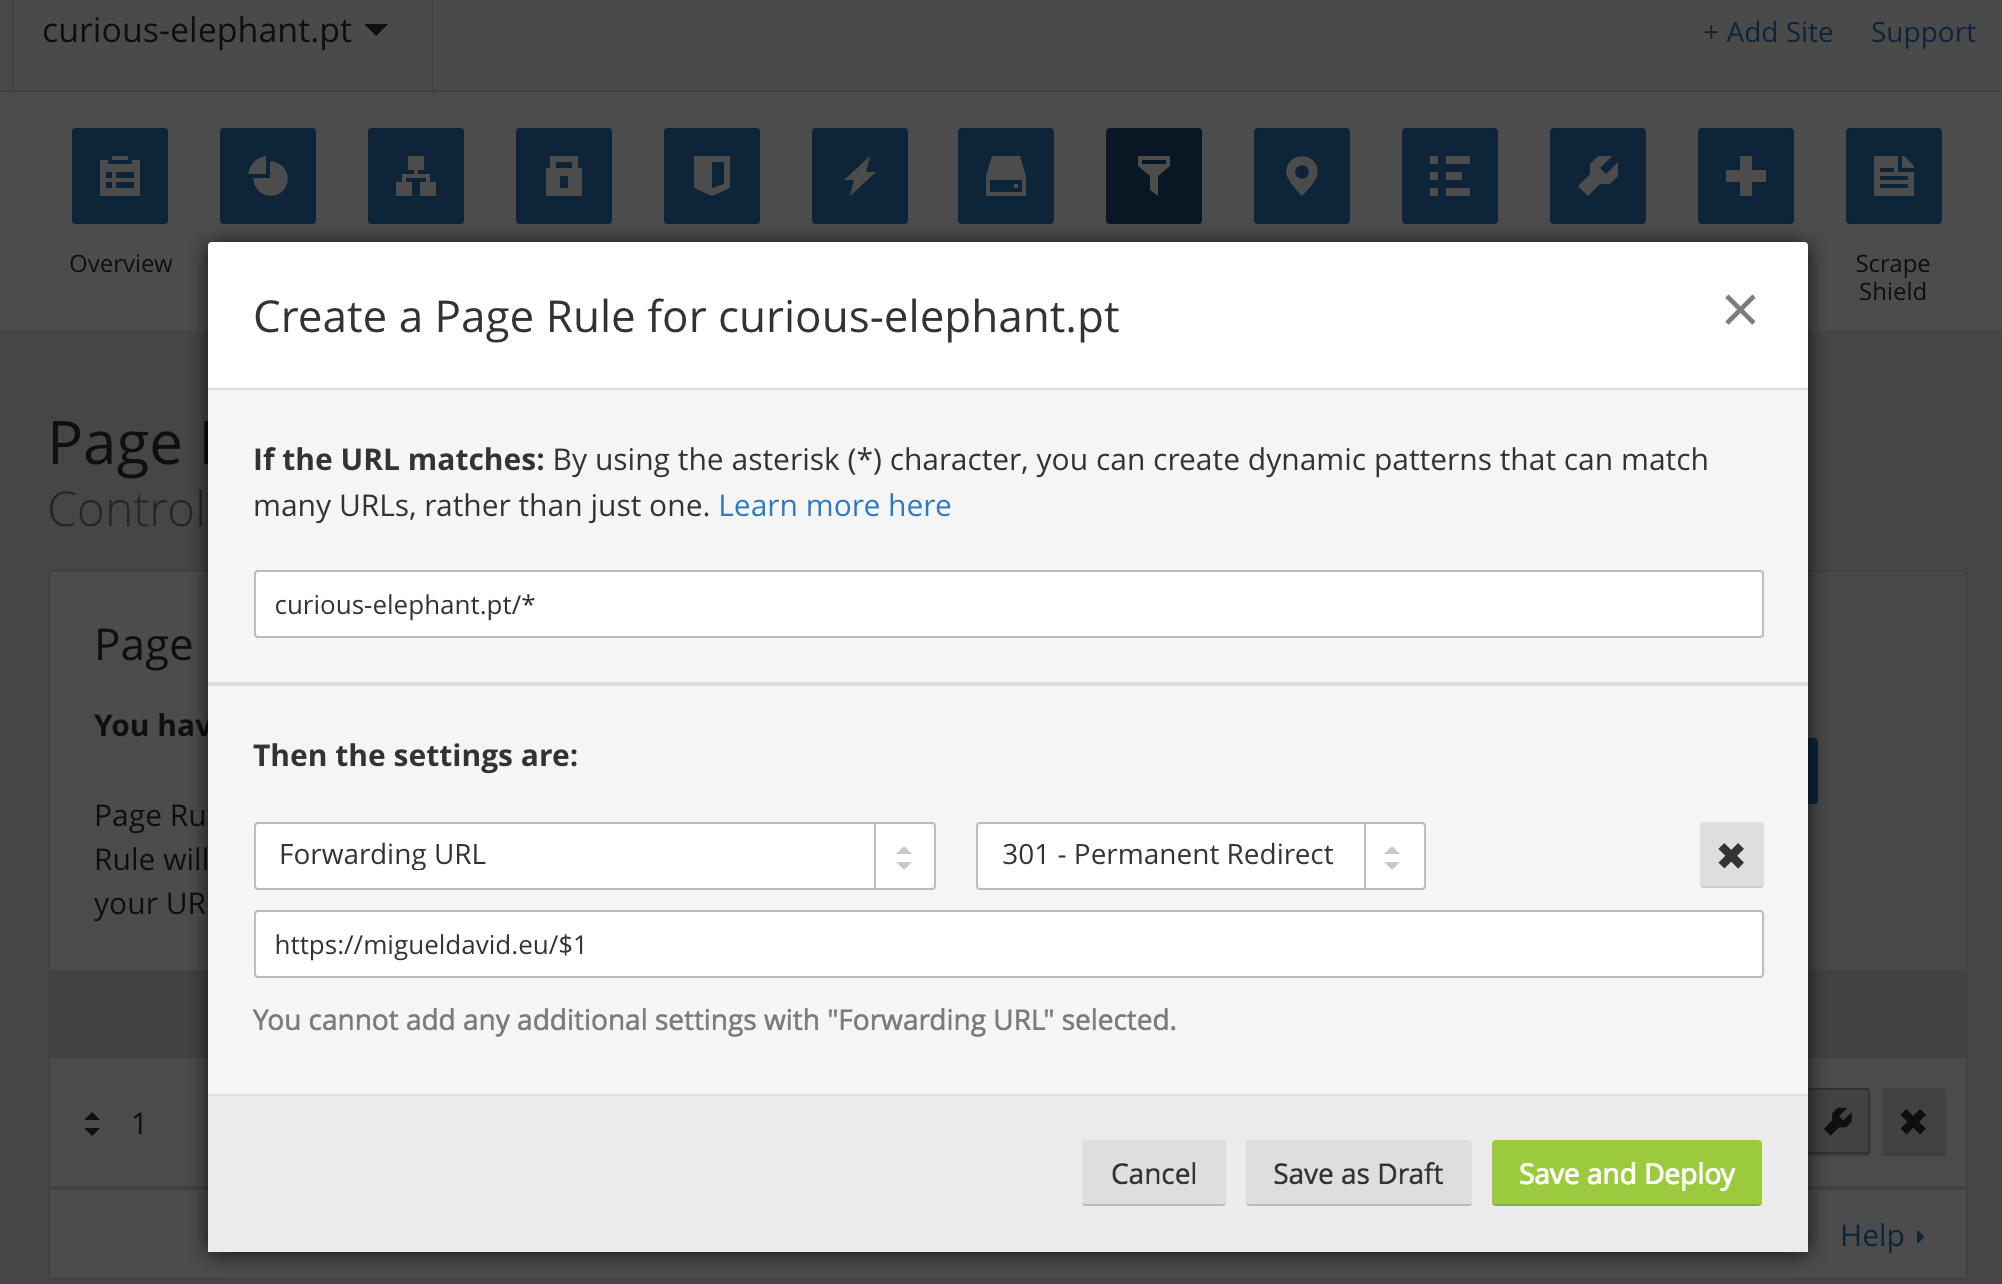 curious-elephant.pt
+ Add Site
Support
Overview
Scrape
Shield
Page
Control
Page
You hav
Page Ru
Rule will
your UR
1
Help
Create a Page Rule for curious-elephant.pt
If the URL matches: By using the asterisk (*) character, you can create dynamic patterns that can match
many URLs, rather than just one. Learn more here
curious-elephant.pt/*
Then the settings are:
Forwarding URL
301 - Permanent Redirect
https://migueldavid.eu/$1
You cannot add any additional settings with "Forwarding URL" selected.
Cancel
Save as Draft
Save and Deploy